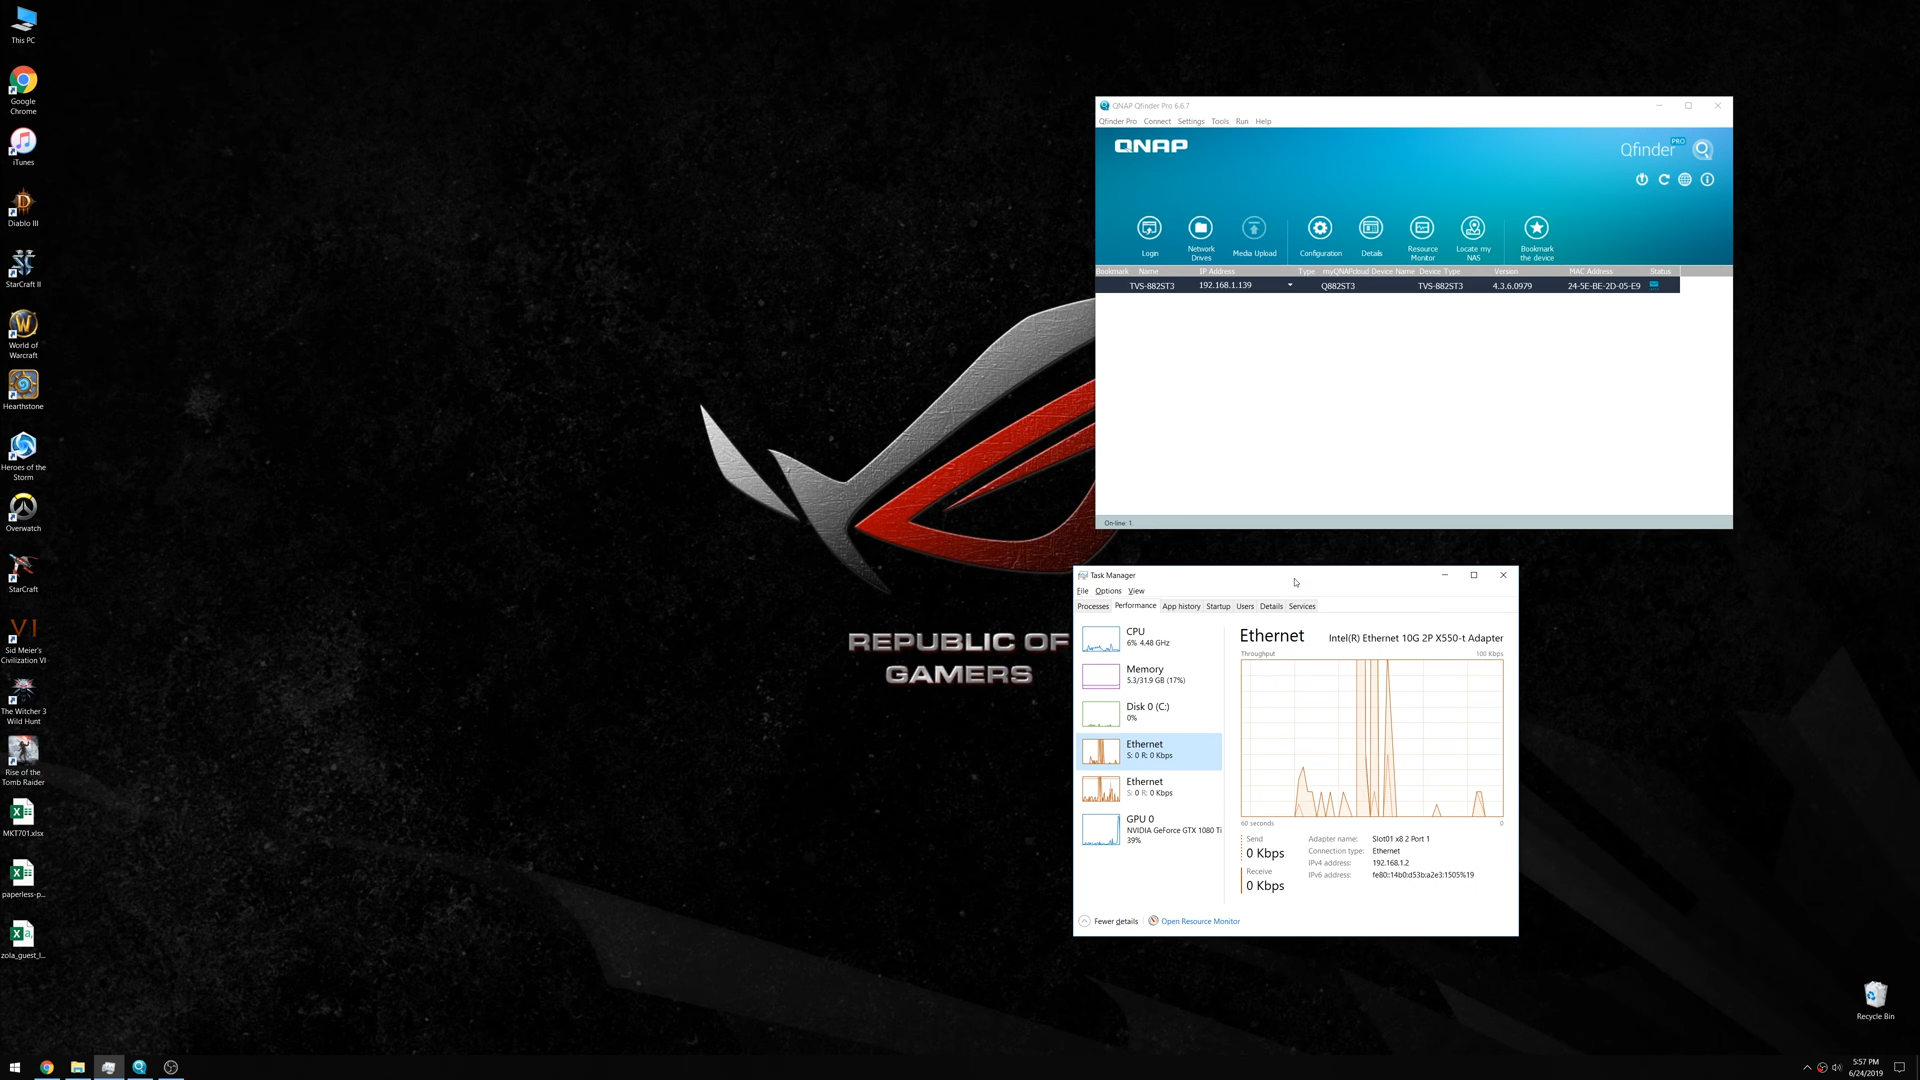 This PC
Google
Chrome
iTunes
Diablo III
StarCraft II
World of
Warcraft
Hearthstone
Heroes of the
Storm
Overwatch
StarCraft
VI
Sid Meier's
Civilization VI
The Witcher 3
Wild Hunt
Rise of the
Tomb Raider
MKT701.xlsx
paperless-p...
zola_guest_l...
REPUBLIC OF
GAMERS
QNAP Qfinder Pro 6.6.7
Qfinder Pro Connect Settings Tools Run Help
QNAP
Qfinder PRO
Login
Network
Drives
Media Upload
Configuration
Details
Resource
Monitor
Locate my
NAS
Bookmark
the device
Bookmark Name IP Address Type myQNAPcloud Device Name Device Type Version MAC Address Status
TVS-882ST3 192.168.1.139 Q882ST3 TVS-882ST3 4.3.6.0979 24-5E-BE-2D-05-E9
On-line: 1
Task Manager
File Options View
Processes Performance App history Startup Users Details Services
CPU
6% 4.48 GHz
Memory
5.3/31.9 GB (17%)
Disk 0 (C:)
0%
Ethernet
S: 0 R: 0 Kbps
Ethernet
S: 0 R: 0 Kbps
GPU 0
NVIDIA GeForce GTX 1080 Ti
39%
Ethernet Intel(R) Ethernet 10G 2P X550-t Adapter
Throughput 100 Kbps
60 seconds 0
Send
0 Kbps
Receive
0 Kbps
Adapter name: Slot01 x8 2 Port 1
Connection type: Ethernet
IPv4 address: 192.168.1.2
IPv6 address: fe80::14b0:d53b:a2e3:1505%19
Fewer details Open Resource Monitor
Recycle Bin
5:57 PM
6/24/2019